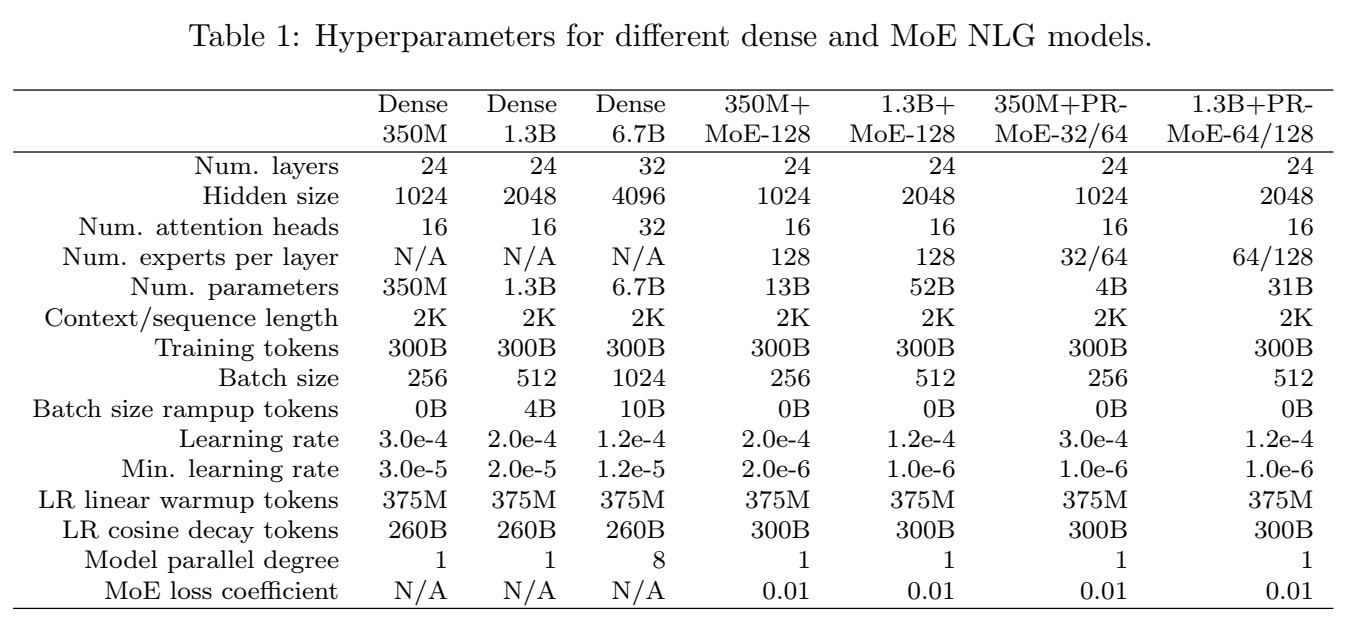 Table 1: Hyperparameters for different dense and MoE NLG models.
Dense Dense Dense 350M+ 1.3B+ 350M+PR- 1.3B+PR-
350M 1.3B 6.7B MoE-128 MoE-128 MoE-32/64 MoE-64/128
Num. layers 24 24 32 24 24 24 24
Hidden size 1024 2048 4096 1024 2048 1024 2048
Num. attention heads 16 16 32 16 16 16 16
Num. experts per layer N/A N/A N/A 128 128 32/64 64/128
Num. parameters 350M 1.3B 6.7B 13B 52B 4B 31B
Context/sequence length 2K 2K 2K 2K 2K 2K 2K
Training tokens 300B 300B 300B 300B 300B 300B 300B
Batch size 256 512 1024 256 512 256 512
Batch size rampup tokens 0B 4B 10B 0B 0B 0B 0B
Learning rate 3.0e-4 2.0e-4 1.2e-4 2.0e-4 1.2e-4 3.0e-4 1.2e-4
Min. learning rate 3.0e-5 2.0e-5 1.2e-5 2.0e-6 1.0e-6 1.0e-6 1.0e-6
LR linear warmup tokens 375M 375M 375M 375M 375M 375M 375M
LR cosine decay tokens 260B 260B 260B 300B 300B 300B 300B
Model parallel degree 1 1 8 1 1 1 1
MoE loss coefficient N/A N/A N/A 0.01 0.01 0.01 0.01